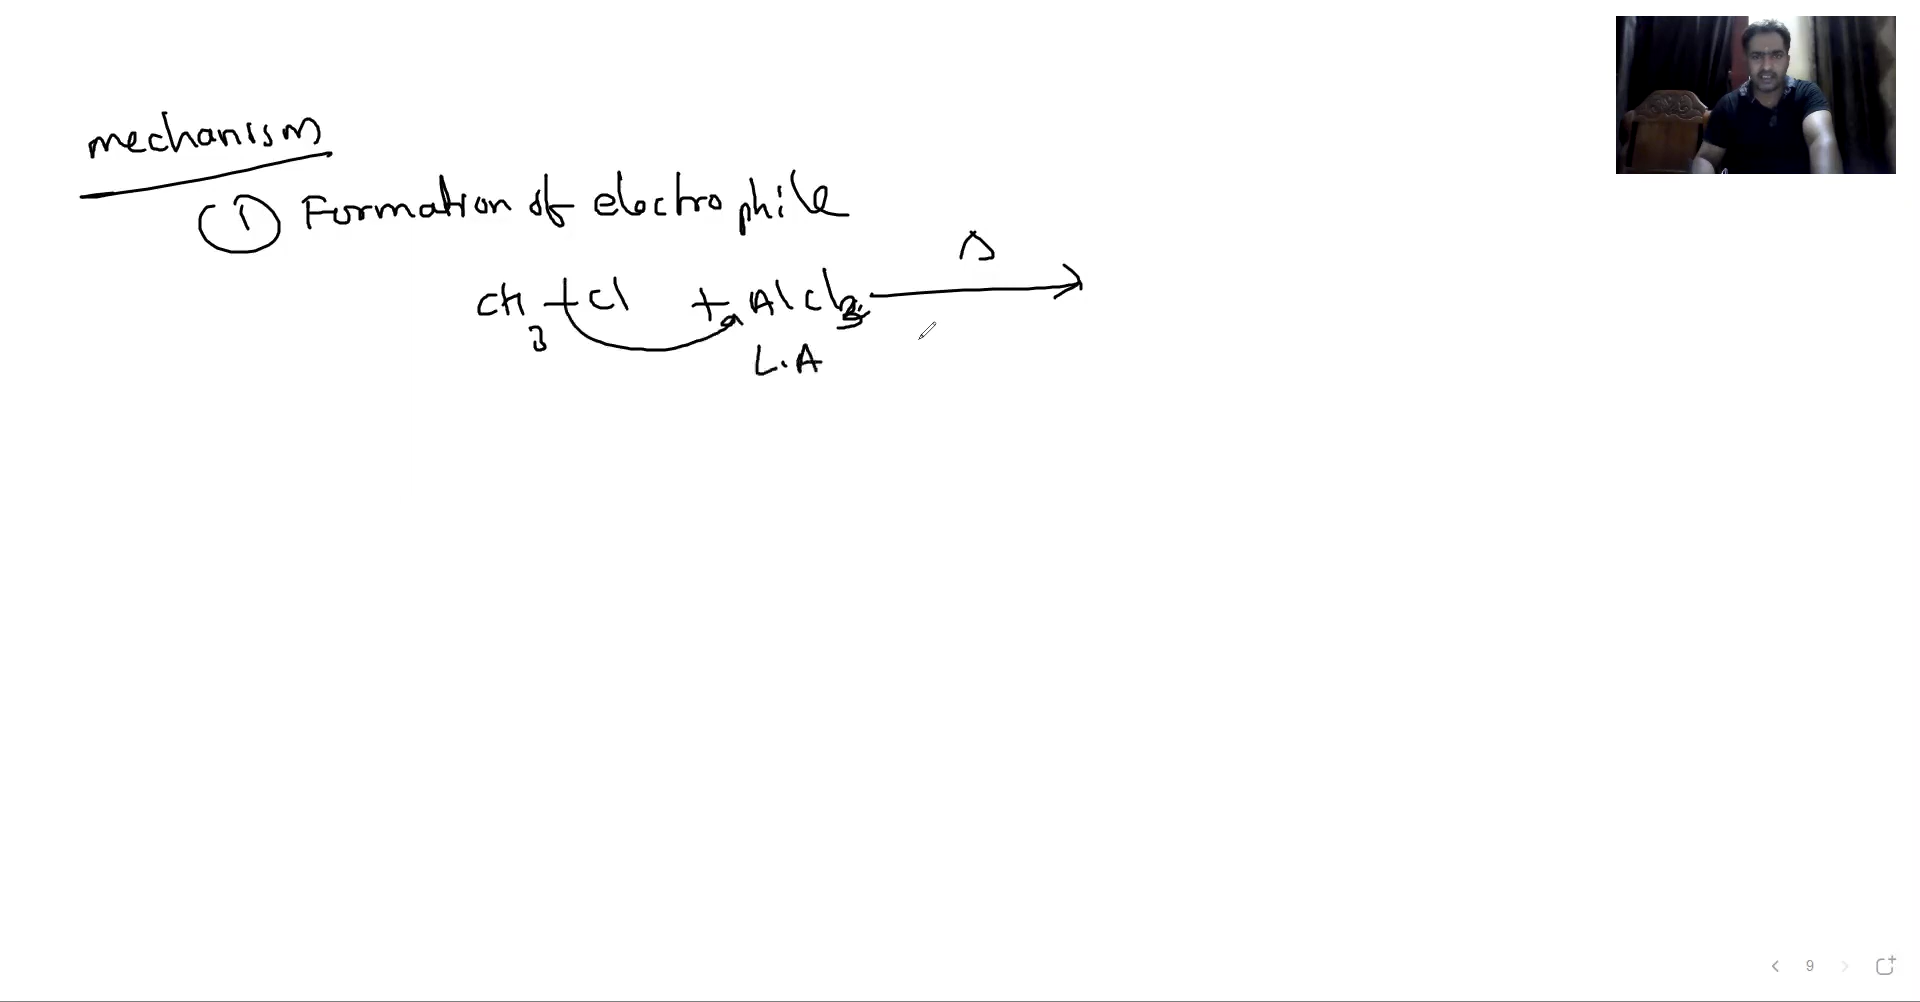 mechanism
① Formation of electrophile
Δ
CH3 - Cl + AlCl3 →
L.A
9